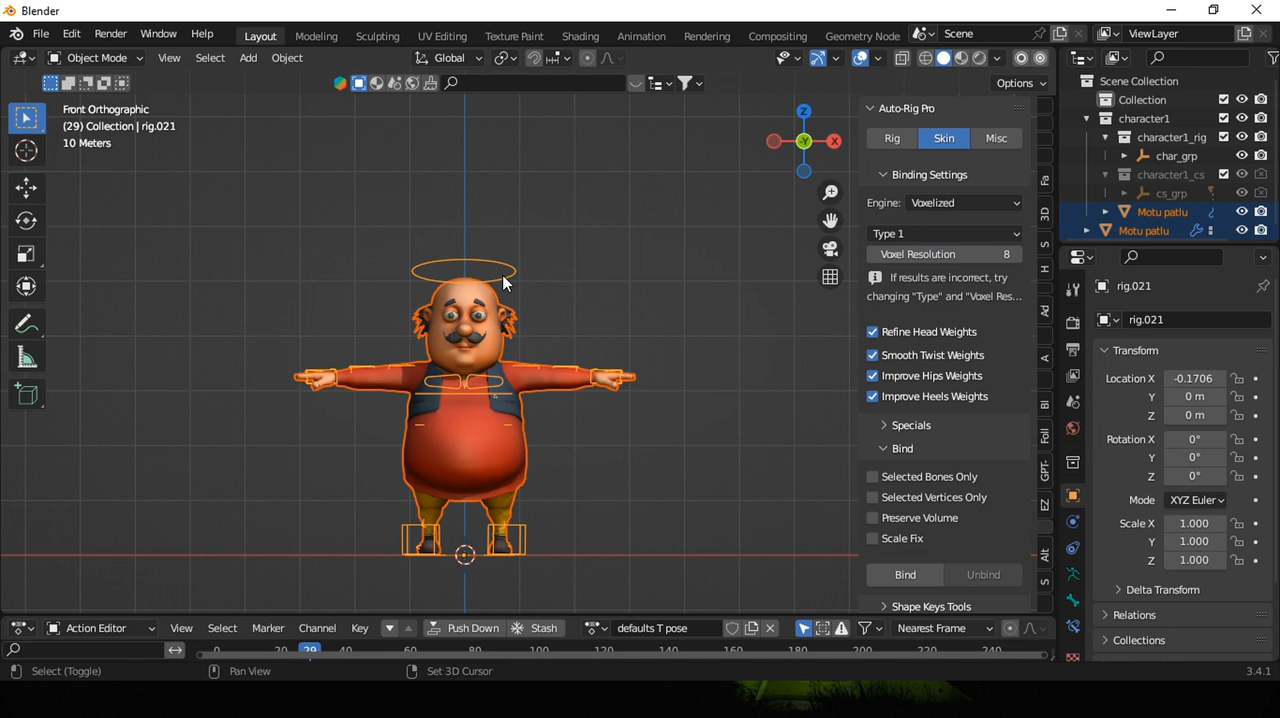 Blender
File Edit Render Window Help Layout Modeling Sculpting UV Editing Texture Paint Shading Animation Rendering Compositing Geometry Node Scene ViewLayer
Object Mode View Select Add Object Global
Options
Front Orthographic
(29) Collection | rig.021
10 Meters
Z
X
-Y
Auto-Rig Pro
Rig Skin Misc
Binding Settings
Engine: Voxelized
Type 1
Voxel Resolution 8
If results are incorrect, try
changing "Type" and "Voxel Res...
Refine Head Weights
Smooth Twist Weights
Improve Hips Weights
Improve Heels Weights
Specials
Bind
Selected Bones Only
Selected Vertices Only
Preserve Volume
Scale Fix
Bind Unbind
Shape Keys Tools
Fa
3D
S
H
Ad
A
Bl
Foli
GPT-
EZ
Alt
S
Scene Collection
Collection
character1
character1_rig
char_grp
character1_cs
cs_grp
Motu patlu
Motu patlu
rig.021
rig.021
Transform
Location X -0.1706
Y 0 m
Z 0 m
Rotation X 0°
Y 0°
Z 0°
Mode XYZ Euler
Scale X 1.000
Y 1.000
Z 1.000
Delta Transform
Relations
Collections
Action Editor View Select Marker Channel Key Push Down Stash defaults T pose Nearest Frame
0 20 29 40 60 80 100 120 140 160 180 200 220 240
Select (Toggle) Pan View Set 3D Cursor 3.4.1